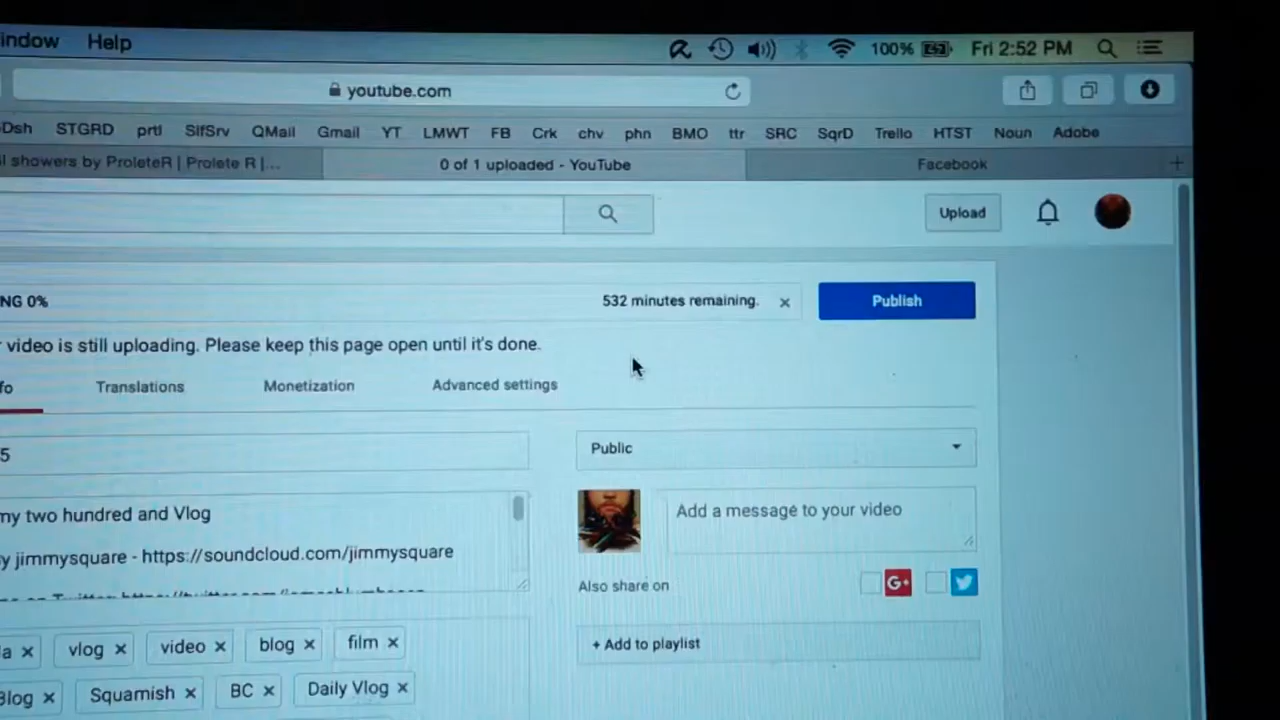 indow Help 100% Fri 2:52 PM
youtube.com
Dsh STGRD prtl SlfSrv QMail Gmail YT LMWT FB Crk chv phn BMO ttr SRC SqrD Trello HTST Noun Adobe
l showers by ProleteR | Prolete R |... 0 of 1 uploaded - YouTube Facebook
Upload
NG 0% 532 minutes remaining. Publish
video is still uploading. Please keep this page open until it's done.
fo Translations Monetization Advanced settings
5 Public
my two hundred and Vlog
Add a message to your video
y jimmysquare - https://soundcloud.com/jimmysquare
Also share on G+
a vlog video blog film
+ Add to playlist
Blog Squamish BC Daily Vlog